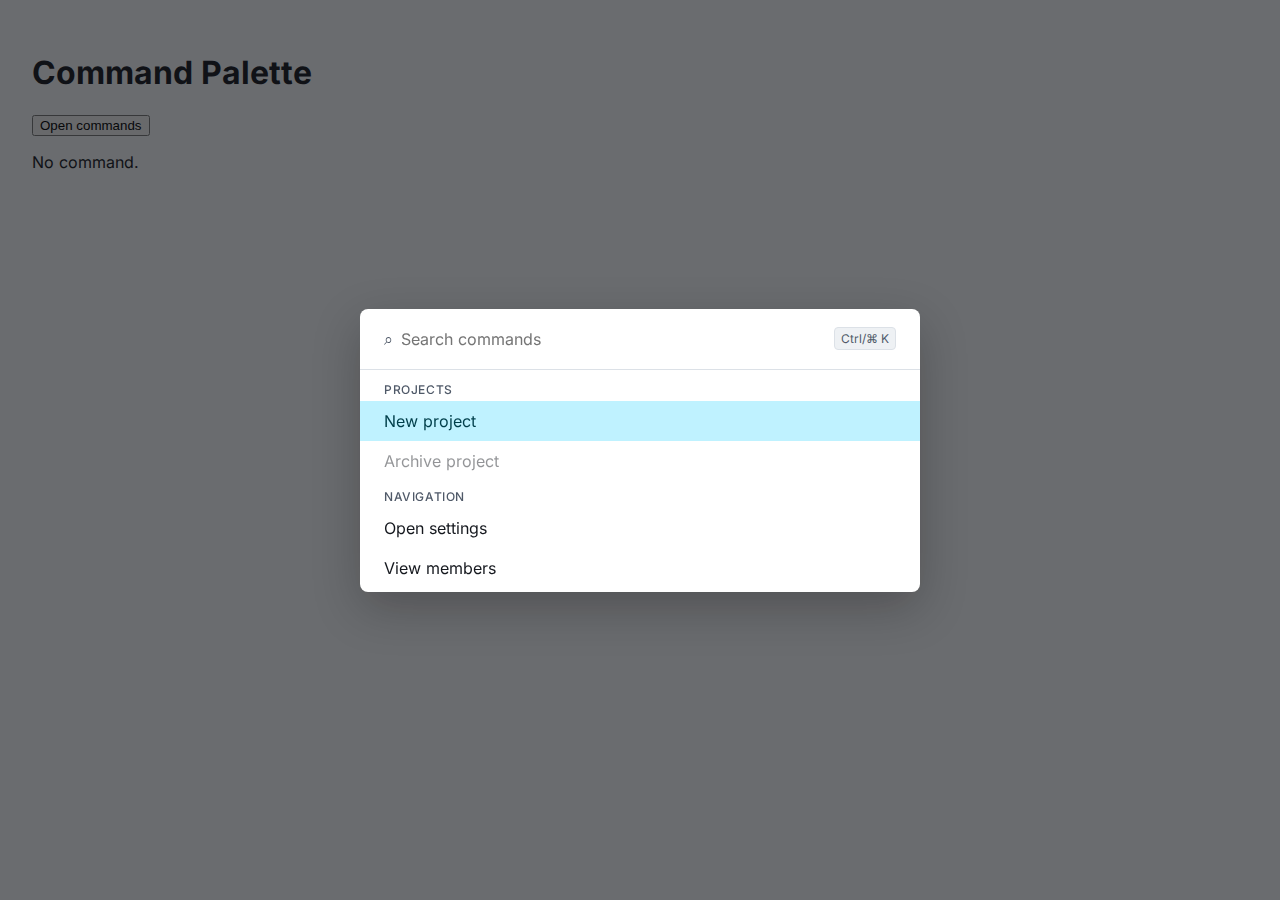 Command Palette
Open commands
No command.
⌕ Search commands Ctrl/⌘ K
PROJECTS
New project
Archive project
NAVIGATION
Open settings
View members